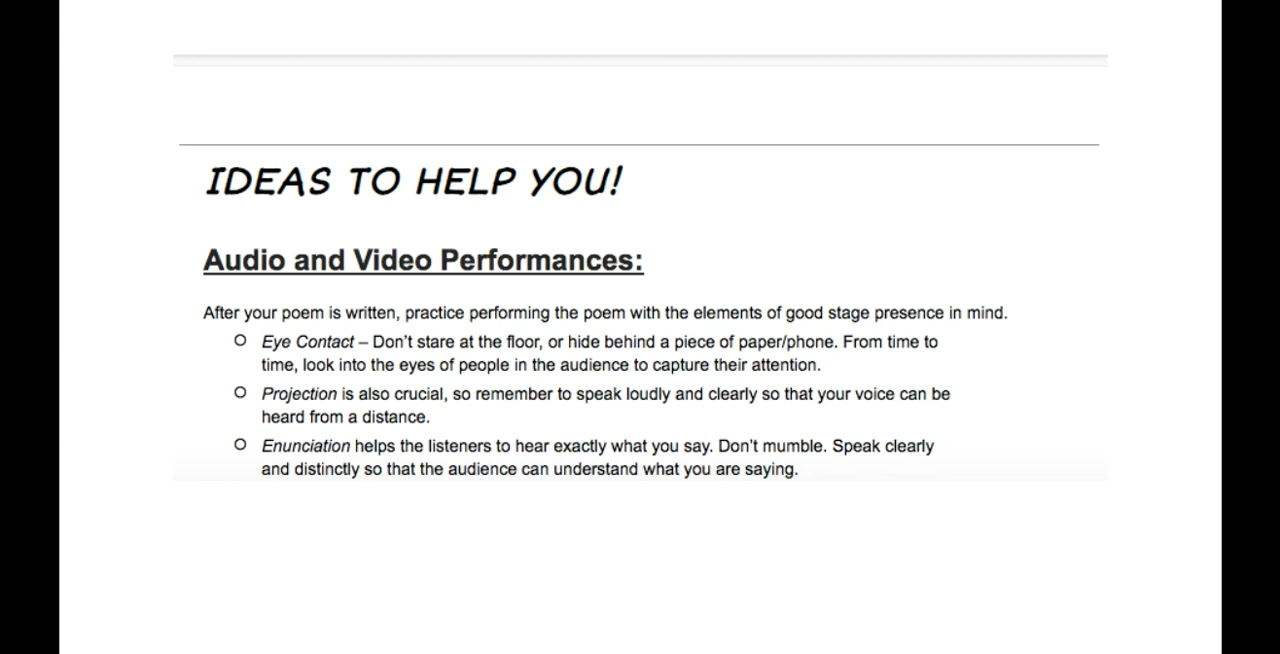 IDEAS TO HELP YOU!
Audio and Video Performances:
After your poem is written, practice performing the poem with the elements of good stage presence in mind.
Eye Contact – Don’t stare at the floor, or hide behind a piece of paper/phone. From time to
time, look into the eyes of people in the audience to capture their attention.
Projection is also crucial, so remember to speak loudly and clearly so that your voice can be
heard from a distance.
Enunciation helps the listeners to hear exactly what you say. Don’t mumble. Speak clearly
and distinctly so that the audience can understand what you are saying.